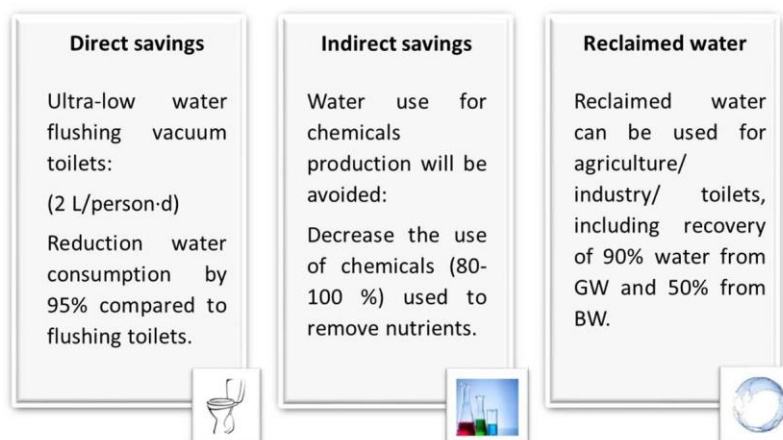 Direct savings
Ultra-low water
flushing vacuum
toilets:
(2 L/person·d)
Reduction water
consumption by
95% compared to
flushing toilets.
Indirect savings
Water use for
chemicals
production will be
avoided:
Decrease the use
of chemicals (80-
100 %) used to
remove nutrients.
Reclaimed water
Reclaimed water
can be used for
agriculture/
industry/ toilets,
including recovery
of 90% water from
GW and 50% from
BW.